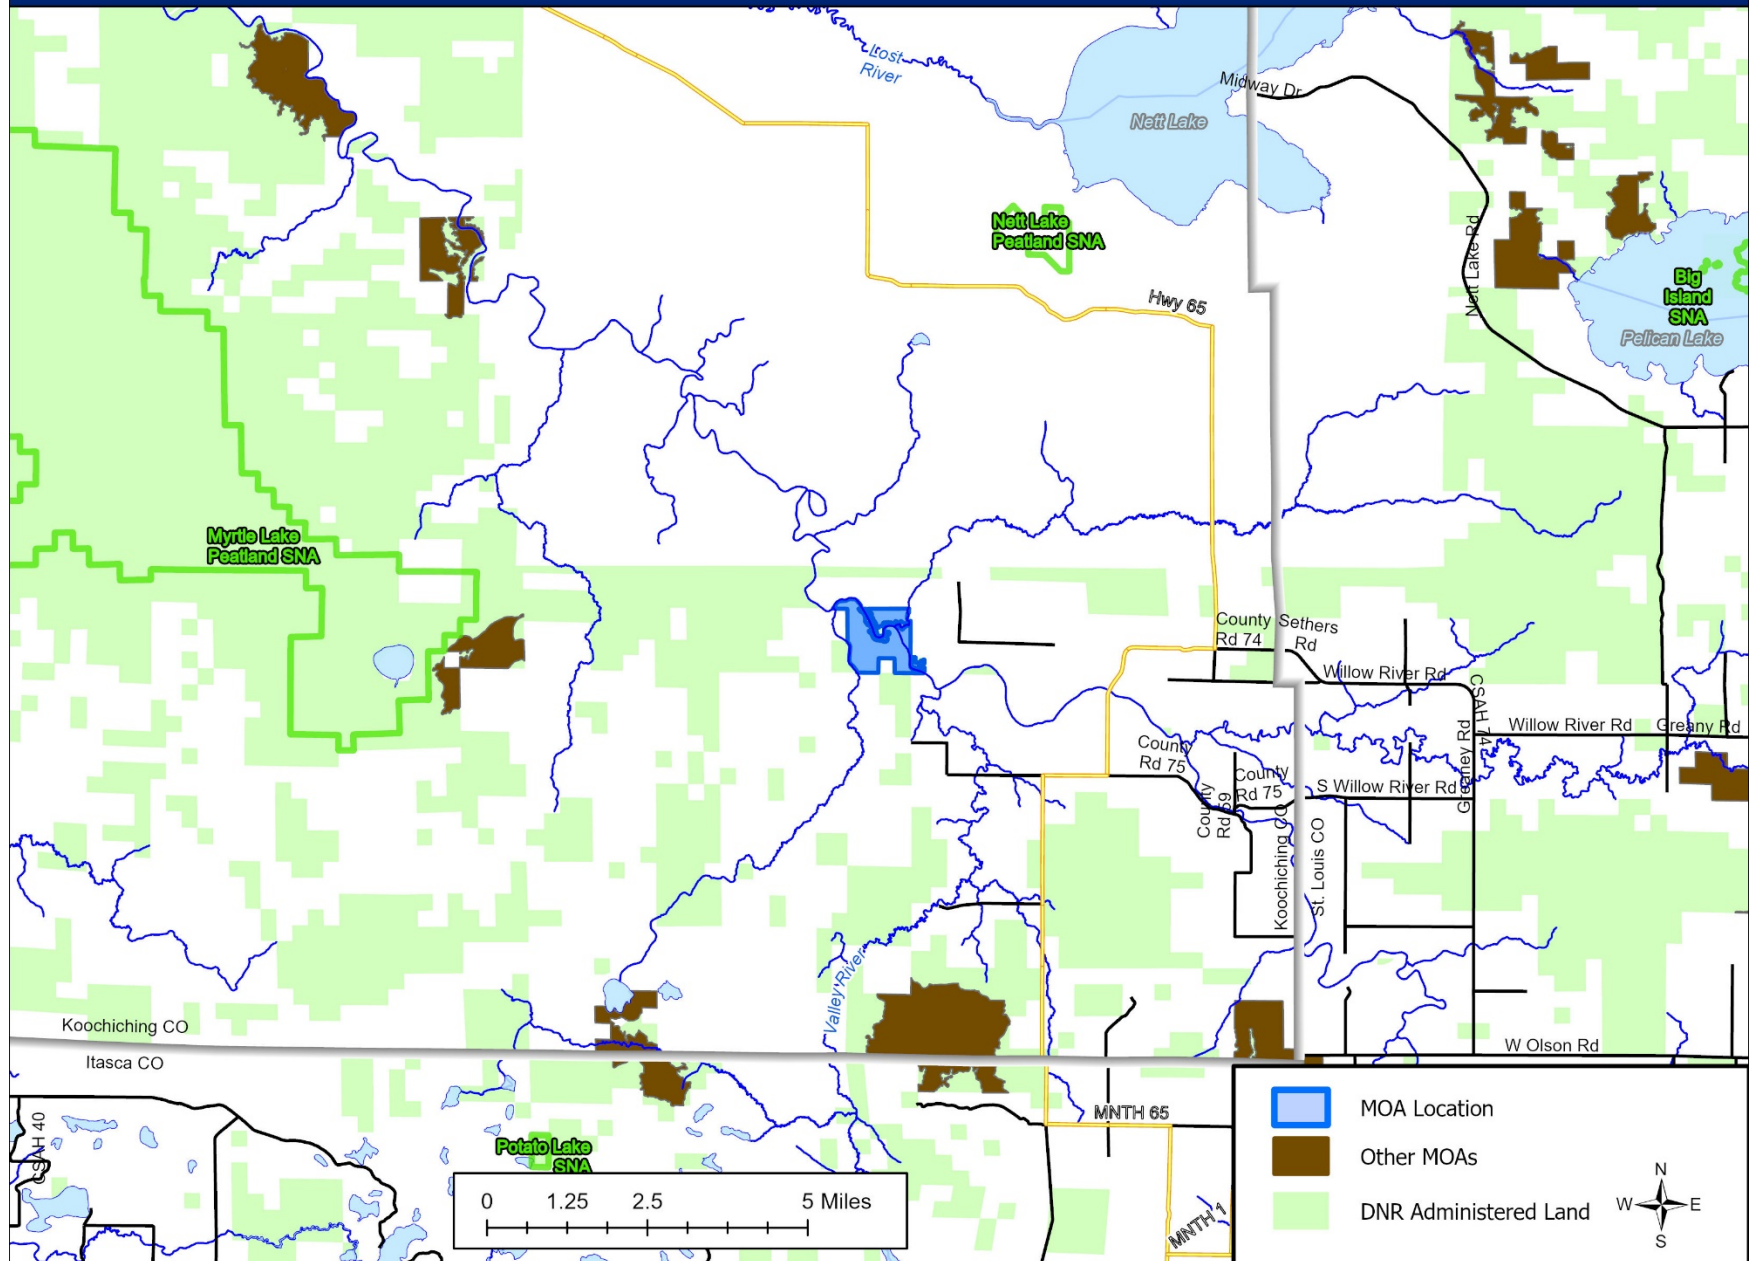 Lost
River
Midway Dr
Nett Lake
Nett Lake
Peatland SNA
Nett Lake Rd
Big
Island
SNA
Pelican Lake
Hwy 65
Myrtle Lake
Peatland SNA
County
Rd 74
Sethers
Rd
Willow River Rd
CSAH 74
Greaney Rd
Willow River Rd
Greany Rd
County
Rd 75
County
Rd 75
S Willow River Rd
County
Rd 59
Koochiching CO
St. Louis CO
Valley River
Koochiching CO
Itasca CO
W Olson Rd
CSAH 40
MNTH 65
Potato Lake
SNA
MNTH 1
0 1.25 2.5 5 Miles
MOA Location
Other MOAs
DNR Administered Land
N
W E
S